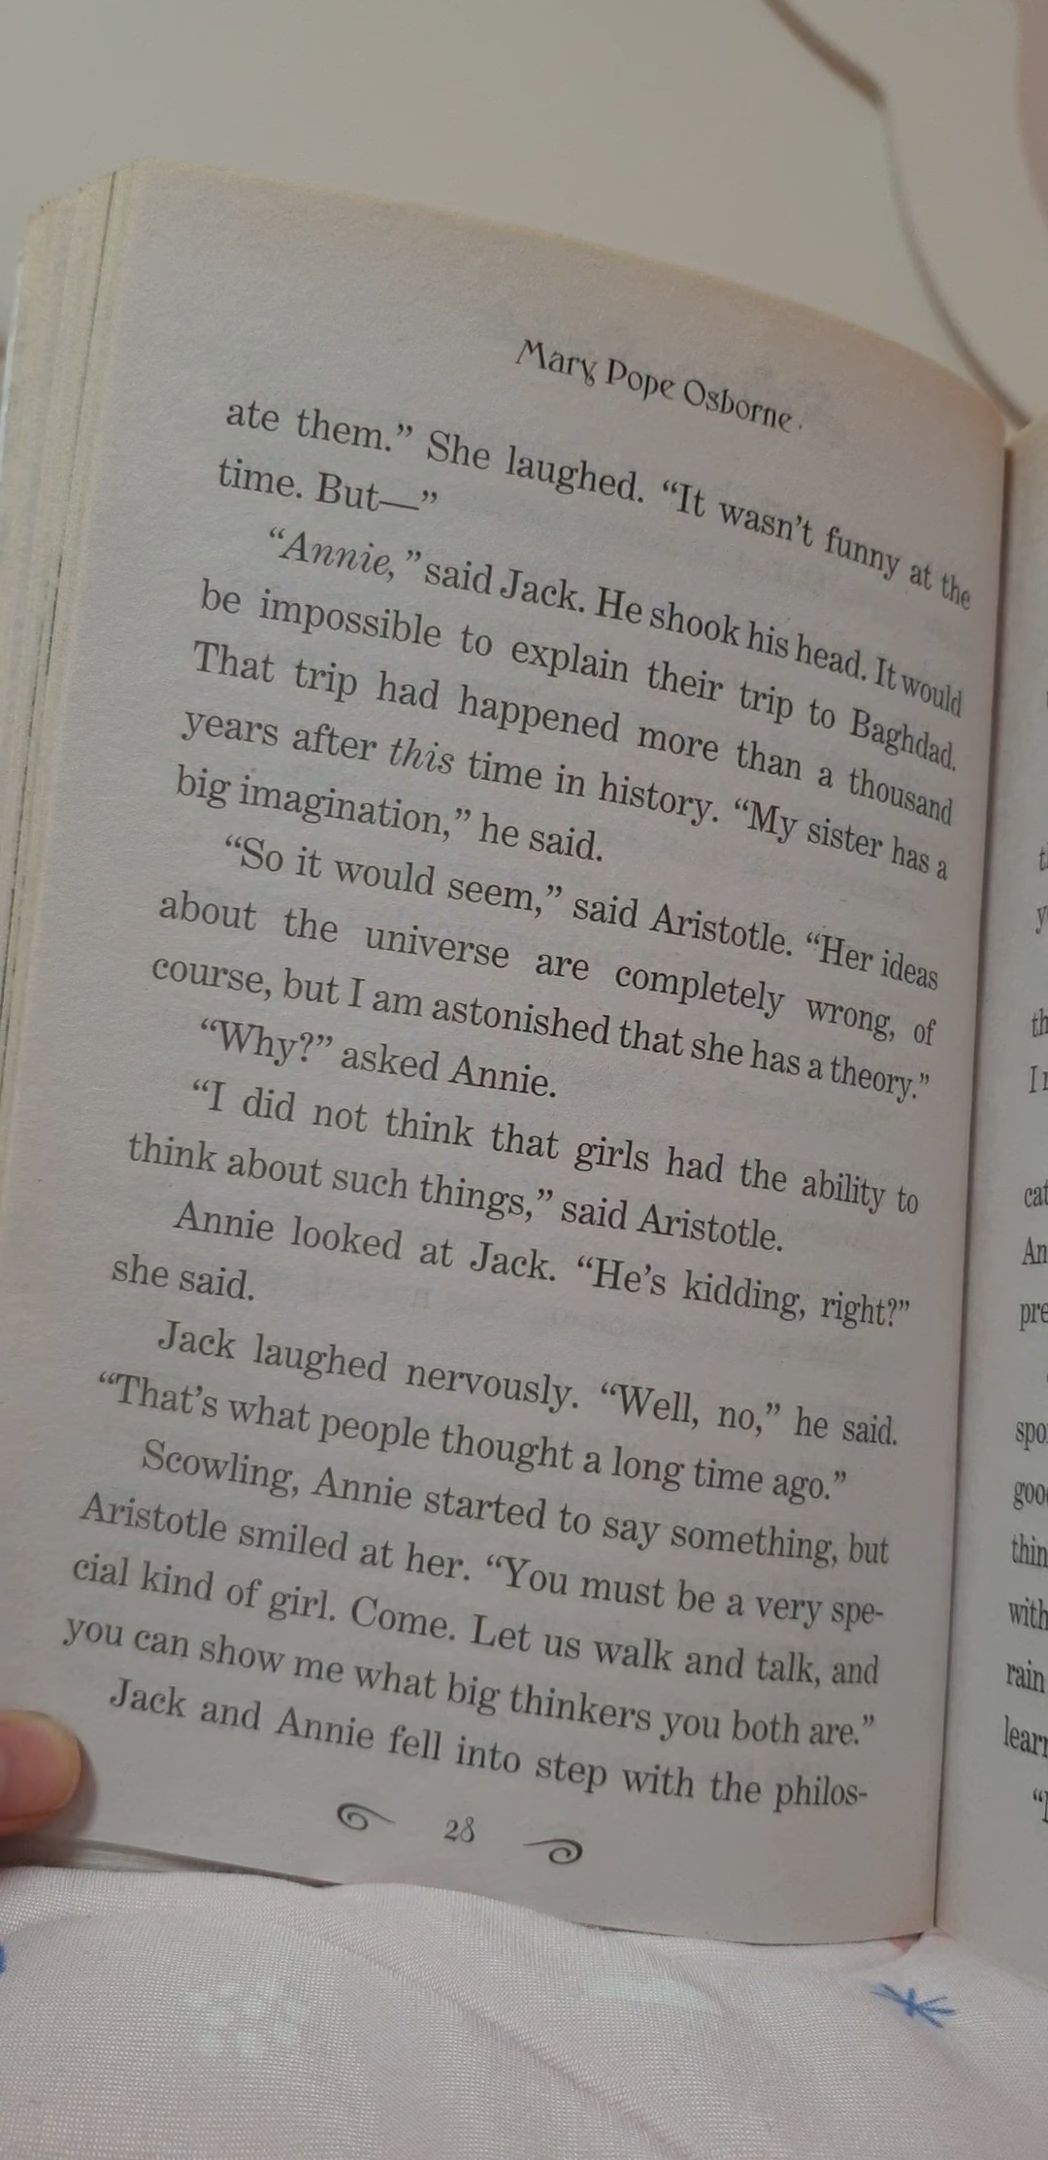 Mary Pope Osborne
ate them.” She laughed. “It wasn’t funny at the
time. But—”
“Annie,” said Jack. He shook his head. It would
be impossible to explain their trip to Baghdad.
That trip had happened more than a thousand
years after this time in history. “My sister has a
big imagination,” he said.
“So it would seem,” said Aristotle. “Her ideas
about the universe are completely wrong, of
course, but I am astonished that she has a theory.”
“Why?” asked Annie.
“I did not think that girls had the ability to
think about such things,” said Aristotle.
Annie looked at Jack. “He’s kidding, right?”
she said.
Jack laughed nervously. “Well, no,” he said.
“That’s what people thought a long time ago.”
Scowling, Annie started to say something, but
Aristotle smiled at her. “You must be a very spe-
cial kind of girl. Come. Let us walk and talk, and
you can show me what big thinkers you both are.”
Jack and Annie fell into step with the philos-
28
An
with
rain